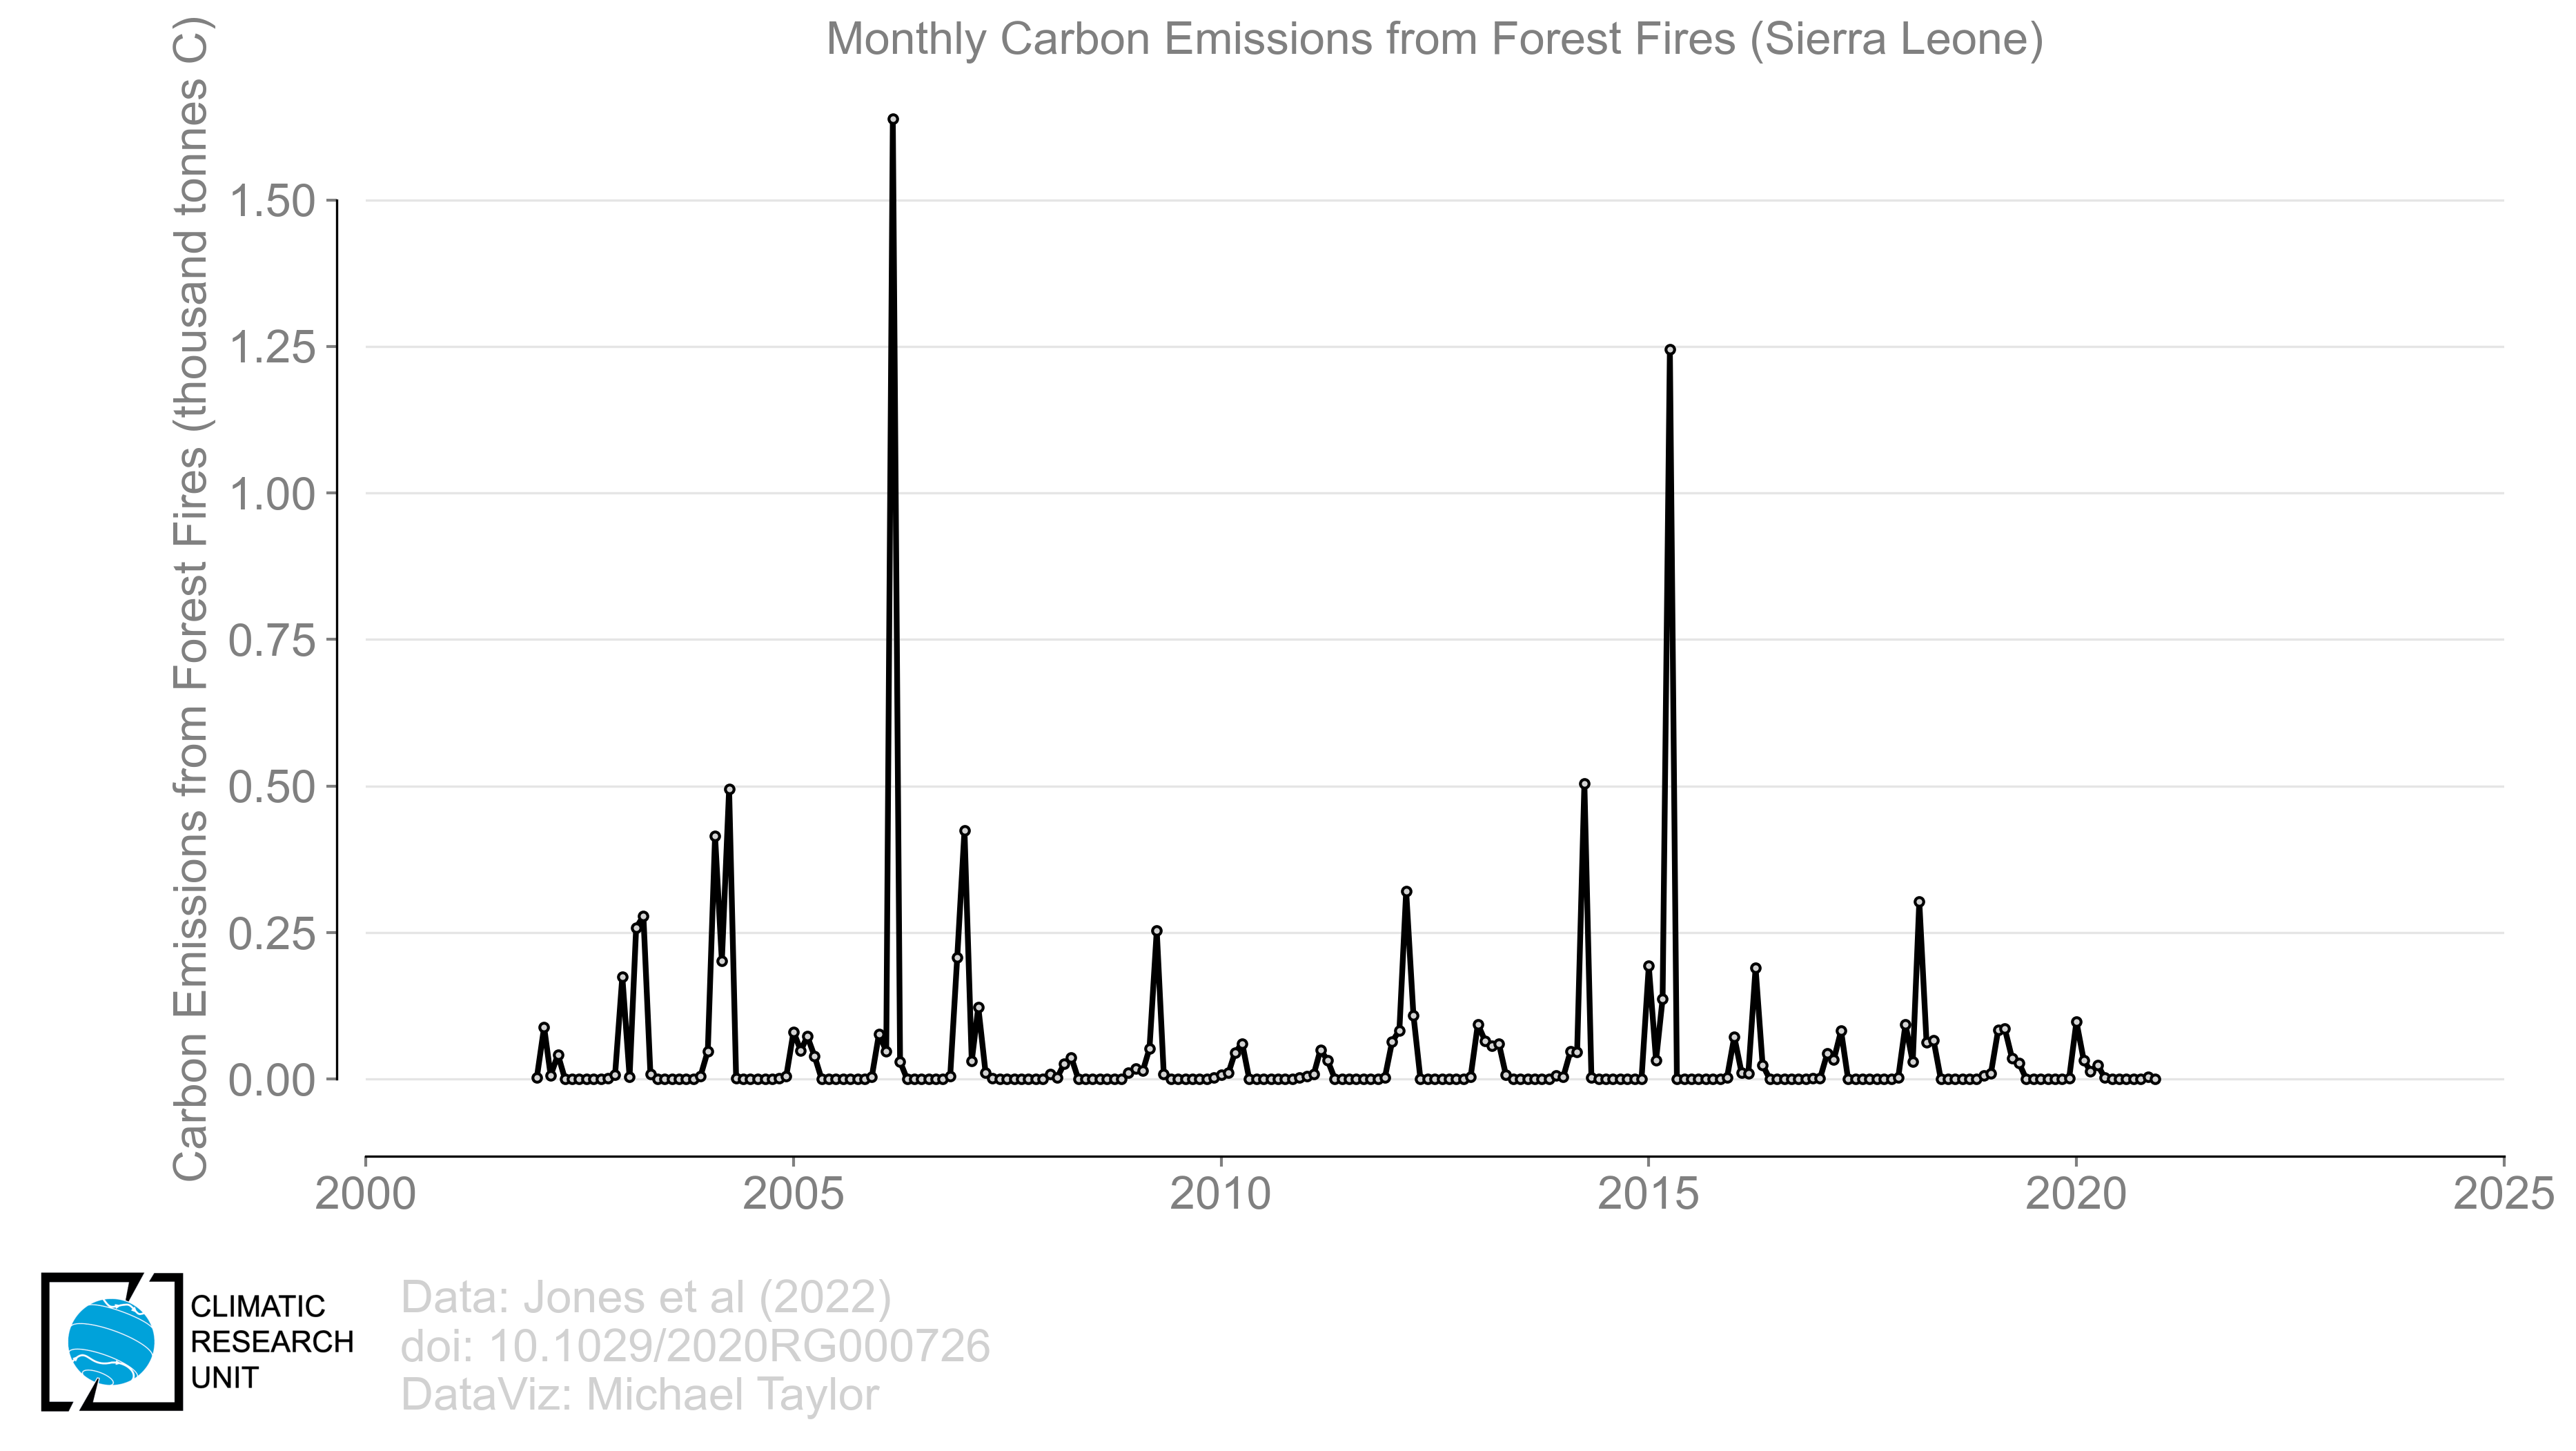 Monthly Carbon Emissions from Forest Fires (Sierra Leone)
Carbon Emissions from Forest Fires (thousand tonnes C)
1.50
1.25
1.00
0.75
0.50
0.25
0.00
2000
2005
2010
2015
2020
2025
CLIMATIC
RESEARCH
UNIT
Data: Jones et al (2022)
doi: 10.1029/2020RG000726
DataViz: Michael Taylor